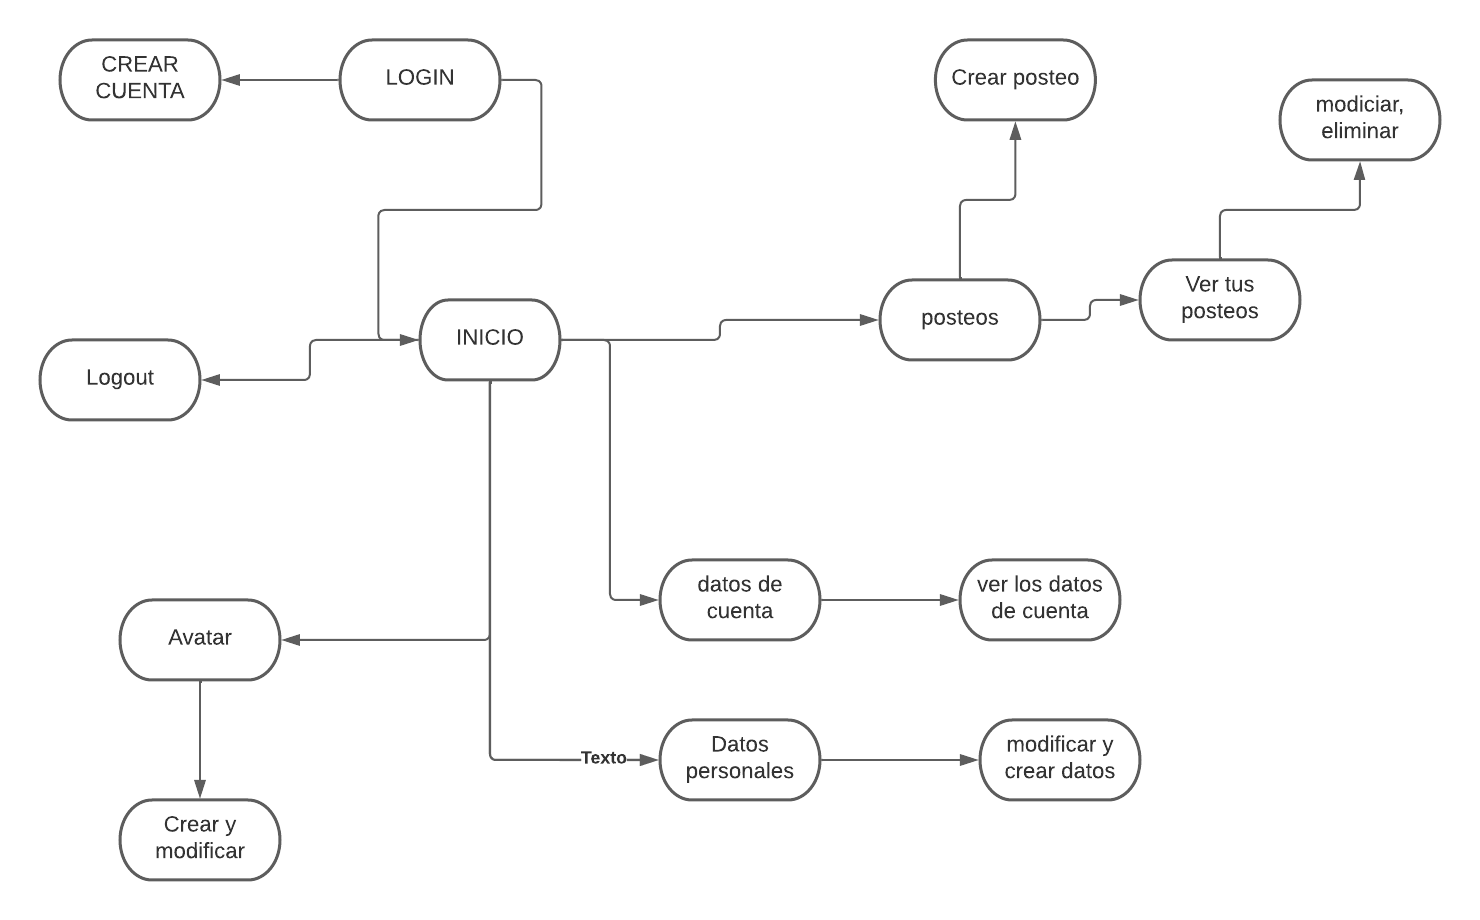 CREAR
CUENTA
LOGIN
Crear posteo
modiciar,
eliminar
Ver tus
posteos
posteos
INICIO
Logout
datos de
cuenta
ver los datos
de cuenta
Avatar
Texto
Datos
personales
modificar y
crear datos
Crear y
modificar